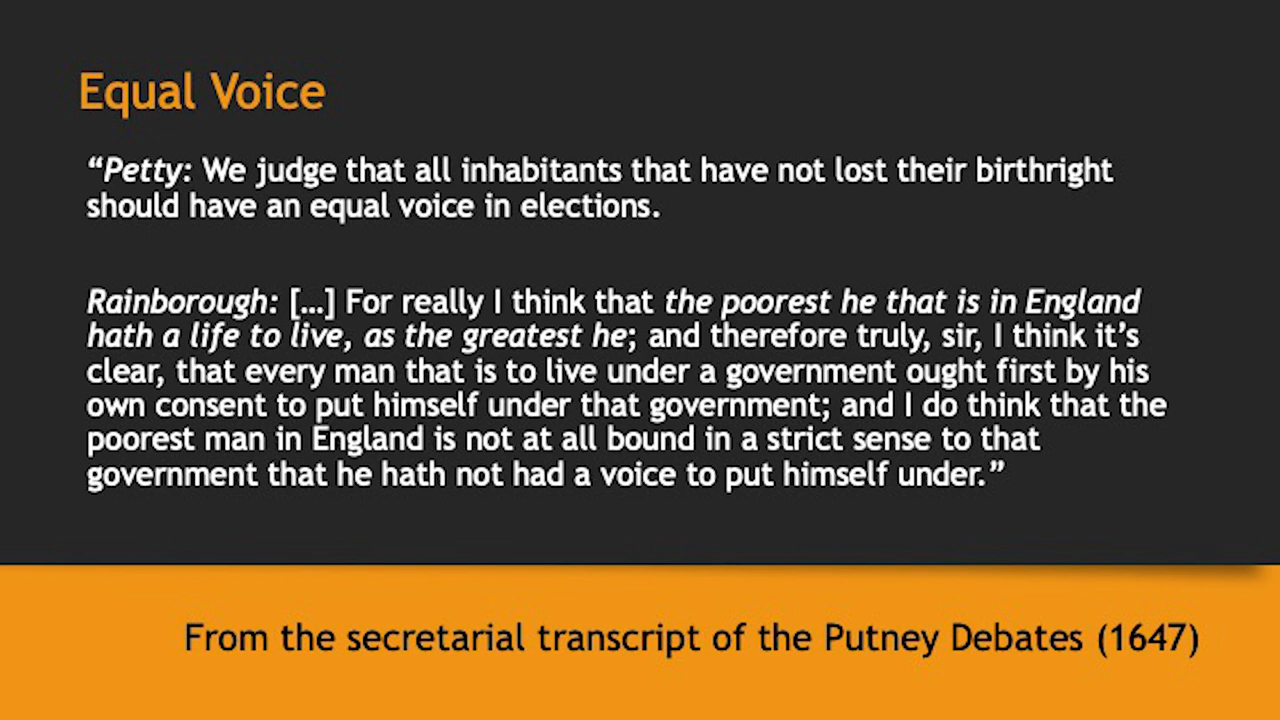 Equal Voice
“Petty: We judge that all inhabitants that have not lost their birthright
should have an equal voice in elections.
Rainborough: […] For really I think that the poorest he that is in England
hath a life to live, as the greatest he; and therefore truly, sir, I think it’s
clear, that every man that is to live under a government ought first by his
own consent to put himself under that government; and I do think that the
poorest man in England is not at all bound in a strict sense to that
government that he hath not had a voice to put himself under.”
From the secretarial transcript of the Putney Debates (1647)